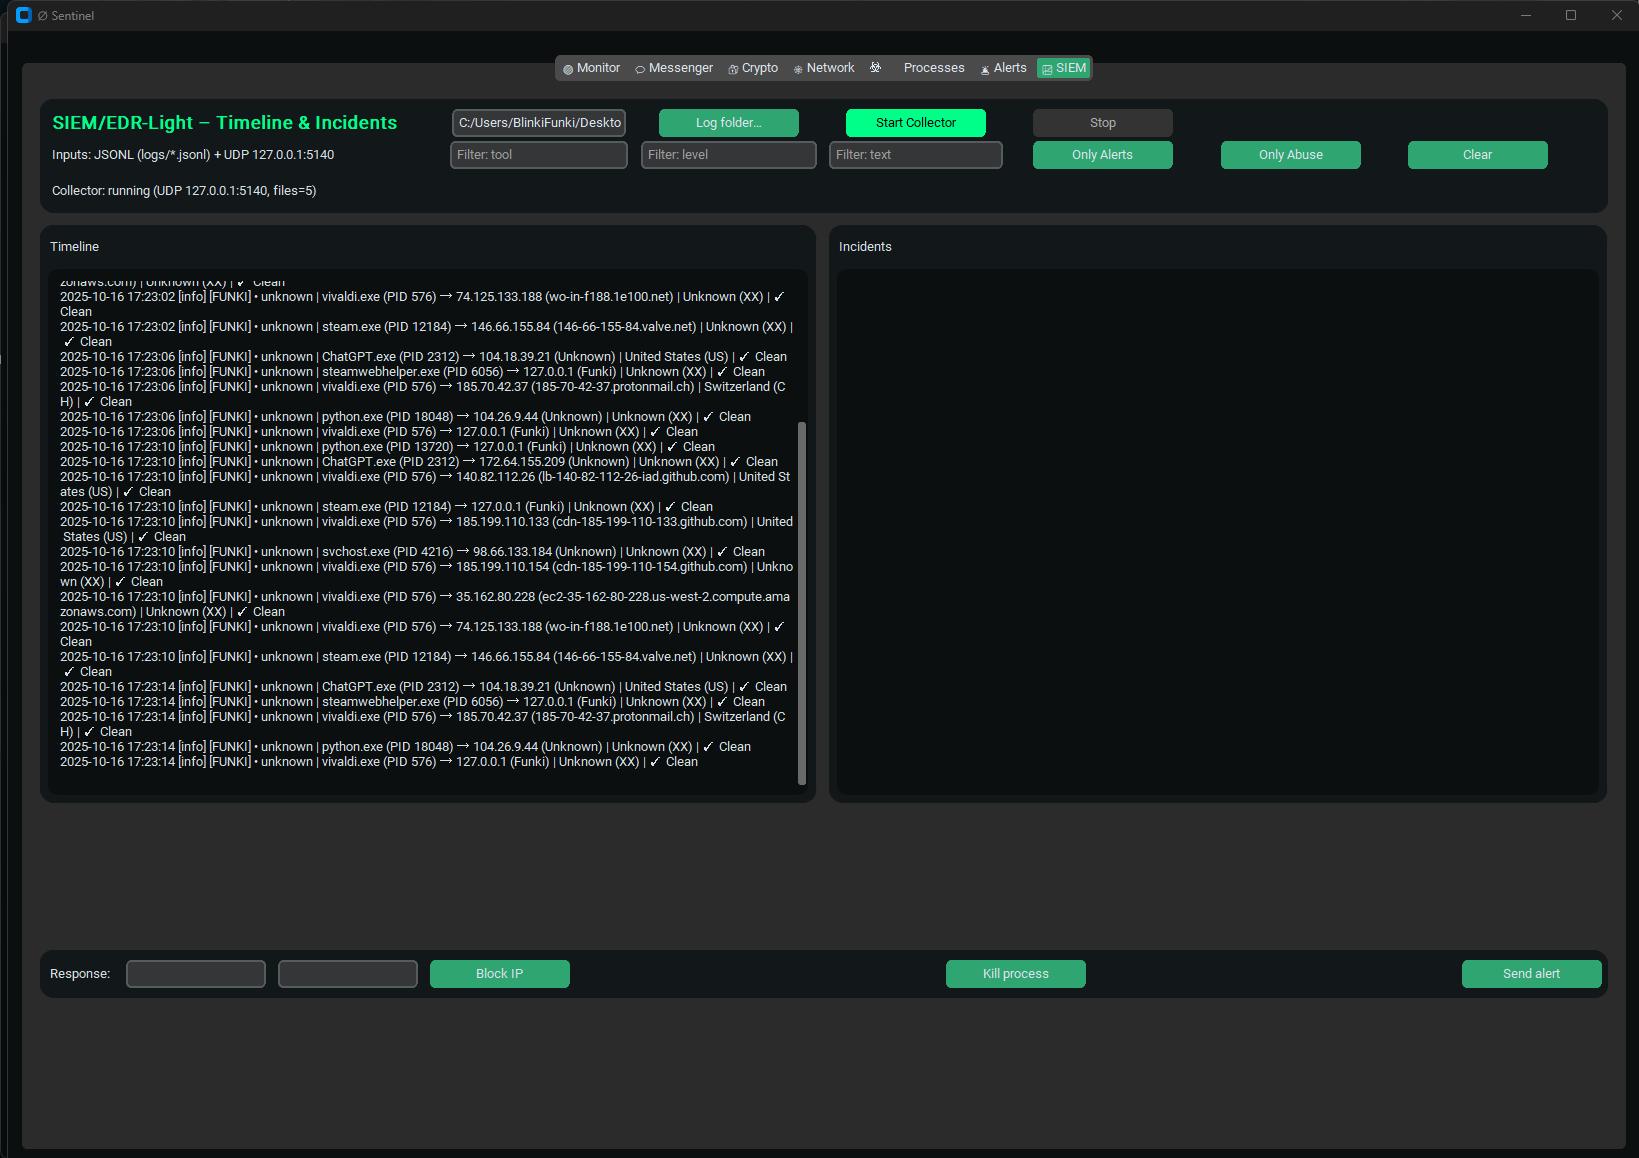 Ø Sentinel
Monitor Messenger Crypto Network Processes Alerts SIEM
SIEM/EDR-Light – Timeline & Incidents
C:/Users/BlinkiFunki/Deskto
Log folder…
Start Collector
Stop
Inputs: JSONL (logs/*.jsonl) + UDP 127.0.0.1:5140
Filter: tool
Filter: level
Filter: text
Only Alerts
Only Abuse
Clear
Collector: running (UDP 127.0.0.1:5140, files=5)
Timeline
zonaws.com) | Unknown (XX) | ✓ Clean
2025-10-16 17:23:02 [info] [FUNKI] • unknown | vivaldi.exe (PID 576) → 74.125.133.188 (wo-in-f188.1e100.net) | Unknown (XX) | ✓
Clean
2025-10-16 17:23:02 [info] [FUNKI] • unknown | steam.exe (PID 12184) → 146.66.155.84 (146-66-155-84.valve.net) | Unknown (XX) |
✓ Clean
2025-10-16 17:23:06 [info] [FUNKI] • unknown | ChatGPT.exe (PID 2312) → 104.18.39.21 (Unknown) | United States (US) | ✓ Clean
2025-10-16 17:23:06 [info] [FUNKI] • unknown | steamwebhelper.exe (PID 6056) → 127.0.0.1 (Funki) | Unknown (XX) | ✓ Clean
2025-10-16 17:23:06 [info] [FUNKI] • unknown | vivaldi.exe (PID 576) → 185.70.42.37 (185-70-42-37.protonmail.ch) | Switzerland (C
H) | ✓ Clean
2025-10-16 17:23:06 [info] [FUNKI] • unknown | python.exe (PID 18048) → 104.26.9.44 (Unknown) | Unknown (XX) | ✓ Clean
2025-10-16 17:23:06 [info] [FUNKI] • unknown | vivaldi.exe (PID 576) → 127.0.0.1 (Funki) | Unknown (XX) | ✓ Clean
2025-10-16 17:23:10 [info] [FUNKI] • unknown | python.exe (PID 13720) → 127.0.0.1 (Funki) | Unknown (XX) | ✓ Clean
2025-10-16 17:23:10 [info] [FUNKI] • unknown | ChatGPT.exe (PID 2312) → 172.64.155.209 (Unknown) | Unknown (XX) | ✓ Clean
2025-10-16 17:23:10 [info] [FUNKI] • unknown | vivaldi.exe (PID 576) → 140.82.112.26 (lb-140-82-112-26-iad.github.com) | United St
ates (US) | ✓ Clean
2025-10-16 17:23:10 [info] [FUNKI] • unknown | steam.exe (PID 12184) → 127.0.0.1 (Funki) | Unknown (XX) | ✓ Clean
2025-10-16 17:23:10 [info] [FUNKI] • unknown | vivaldi.exe (PID 576) → 185.199.110.133 (cdn-185-199-110-133.github.com) | United
States (US) | ✓ Clean
2025-10-16 17:23:10 [info] [FUNKI] • unknown | svchost.exe (PID 4216) → 98.66.133.184 (Unknown) | Unknown (XX) | ✓ Clean
2025-10-16 17:23:10 [info] [FUNKI] • unknown | vivaldi.exe (PID 576) → 185.199.110.154 (cdn-185-199-110-154.github.com) | Unkno
wn (XX) | ✓ Clean
2025-10-16 17:23:10 [info] [FUNKI] • unknown | vivaldi.exe (PID 576) → 35.162.80.228 (ec2-35-162-80-228.us-west-2.compute.ama
zonaws.com) | Unknown (XX) | ✓ Clean
2025-10-16 17:23:10 [info] [FUNKI] • unknown | vivaldi.exe (PID 576) → 74.125.133.188 (wo-in-f188.1e100.net) | Unknown (XX) | ✓
Clean
2025-10-16 17:23:10 [info] [FUNKI] • unknown | steam.exe (PID 12184) → 146.66.155.84 (146-66-155-84.valve.net) | Unknown (XX) |
✓ Clean
2025-10-16 17:23:14 [info] [FUNKI] • unknown | ChatGPT.exe (PID 2312) → 104.18.39.21 (Unknown) | United States (US) | ✓ Clean
2025-10-16 17:23:14 [info] [FUNKI] • unknown | steamwebhelper.exe (PID 6056) → 127.0.0.1 (Funki) | Unknown (XX) | ✓ Clean
2025-10-16 17:23:14 [info] [FUNKI] • unknown | vivaldi.exe (PID 576) → 185.70.42.37 (185-70-42-37.protonmail.ch) | Switzerland (C
H) | ✓ Clean
2025-10-16 17:23:14 [info] [FUNKI] • unknown | python.exe (PID 18048) → 104.26.9.44 (Unknown) | Unknown (XX) | ✓ Clean
2025-10-16 17:23:14 [info] [FUNKI] • unknown | vivaldi.exe (PID 576) → 127.0.0.1 (Funki) | Unknown (XX) | ✓ Clean
Incidents
Response:
Block IP
Kill process
Send alert